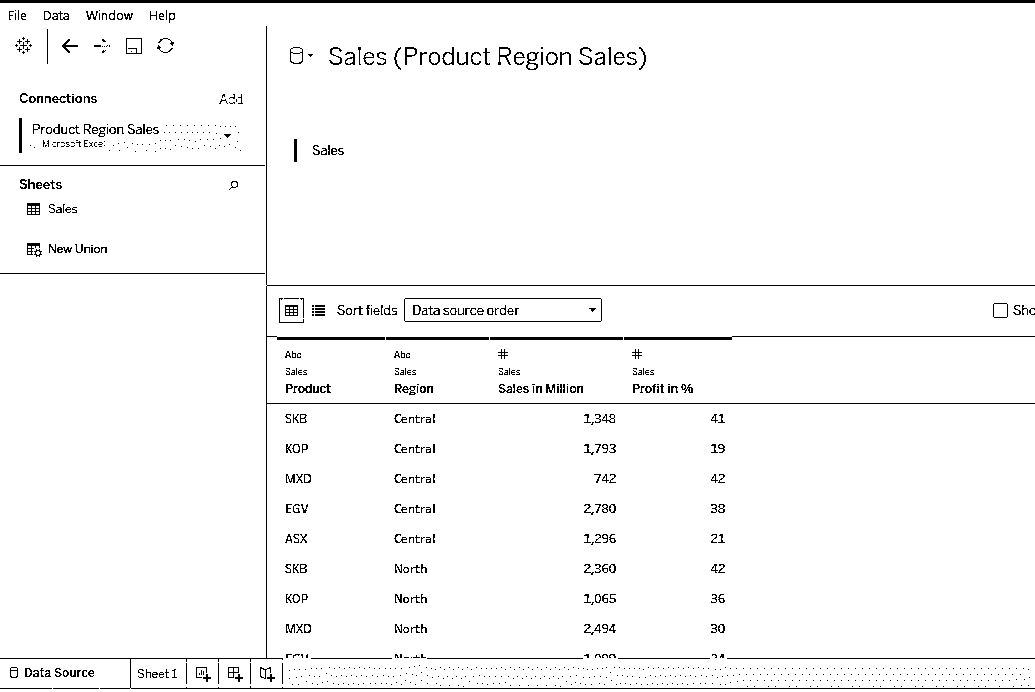 File Data Window Help
Connections Add
Product Region Sales
Microsoft Excel
Sheets
Sales
New Union
Sales (Product Region Sales)
Sales
Sort fields Data source order
Sho
Abc Abc # #
Sales Sales Sales Sales
Product Region Sales in Million Profit in %
SKB Central 1,348 41
KOP Central 1,793 19
MXD Central 742 42
EGV Central 2,780 38
ASX Central 1,296 21
SKB North 2,360 42
KOP North 1,065 36
MXD North 2,494 30
EGV North
Data Source Sheet 1